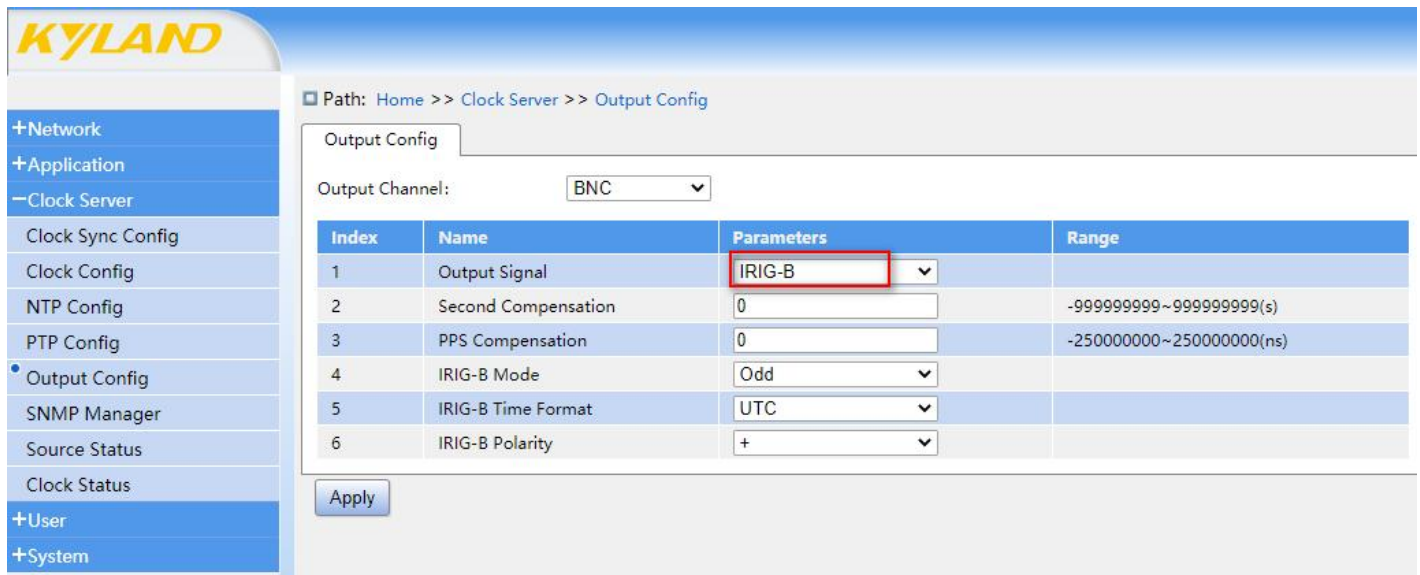 KYLAND
Path: Home >> Clock Server >> Output Config
+Network
+Application
−Clock Server
Clock Sync Config
Clock Config
NTP Config
PTP Config
Output Config
SNMP Manager
Source Status
Clock Status
+User
+System
Output Config
Output Channel: BNC
Index Name Parameters Range
1 Output Signal IRIG-B
2 Second Compensation 0 -999999999~999999999(s)
3 PPS Compensation 0 -250000000~250000000(ns)
4 IRIG-B Mode Odd
5 IRIG-B Time Format UTC
6 IRIG-B Polarity +
Apply